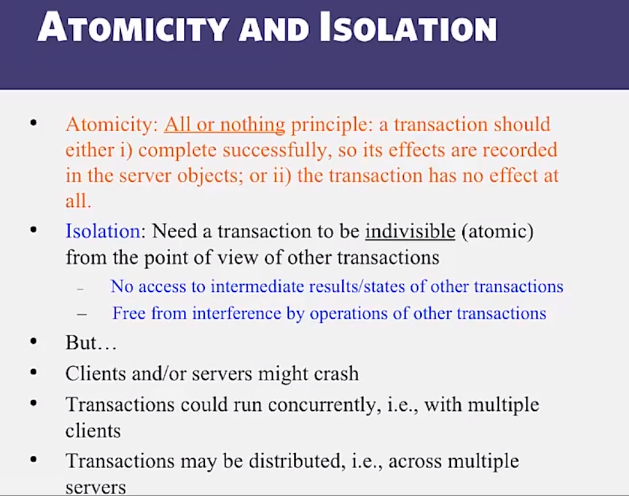 ATOMICITY AND ISOLATION
• Atomicity: All or nothing principle: a transaction should
either i) complete successfully, so its effects are recorded
in the server objects; or ii) the transaction has no effect at
all.
• Isolation: Need a transaction to be indivisible (atomic)
from the point of view of other transactions
– No access to intermediate results/states of other transactions
– Free from interference by operations of other transactions
• But…
• Clients and/or servers might crash
• Transactions could run concurrently, i.e., with multiple
clients
• Transactions may be distributed, i.e., across multiple
servers